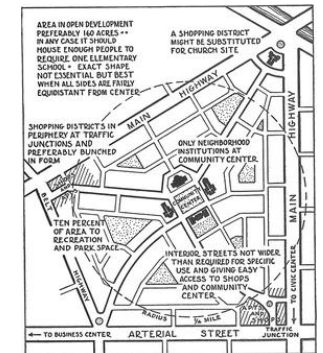 AREA IN OPEN DEVELOPMENT
PREFERABLY 160 ACRES ··
IN ANY CASE IT SHOULD
HOUSE ENOUGH PEOPLE TO
REQUIRE ONE ELEMENTARY
SCHOOL · EXACT SHAPE
NOT ESSENTIAL BUT BEST
WHEN ALL SIDES ARE FAIRLY
EQUIDISTANT FROM CENTER
A SHOPPING DISTRICT
MIGHT BE SUBSTITUTED
FOR CHURCH SITE
MAIN HIGHWAY
SHOPPING DISTRICTS IN
PERIPHERY AT TRAFFIC
JUNCTIONS AND
PREFERABLY BUNCHED
IN FORM
ONLY NEIGHBORHOOD
INSTITUTIONS AT
COMMUNITY CENTER
HIGHWAY
MAIN
COMMUNITY
CENTER
BELT
HIGHWAY
TEN PERCENT
OF AREA TO
RECREATION
AND PARK SPACE
INTERIOR STREETS NOT WIDER
THAN REQUIRED FOR SPECIFIC
USE AND GIVING EASY
ACCESS TO SHOPS
AND COMMUNITY
CENTER
TO CIVIC CENTER
RADIUS
MILE
SHOPS
TRAFFIC
JUNCTION
← TO BUSINESS CENTER
ARTERIAL STREET